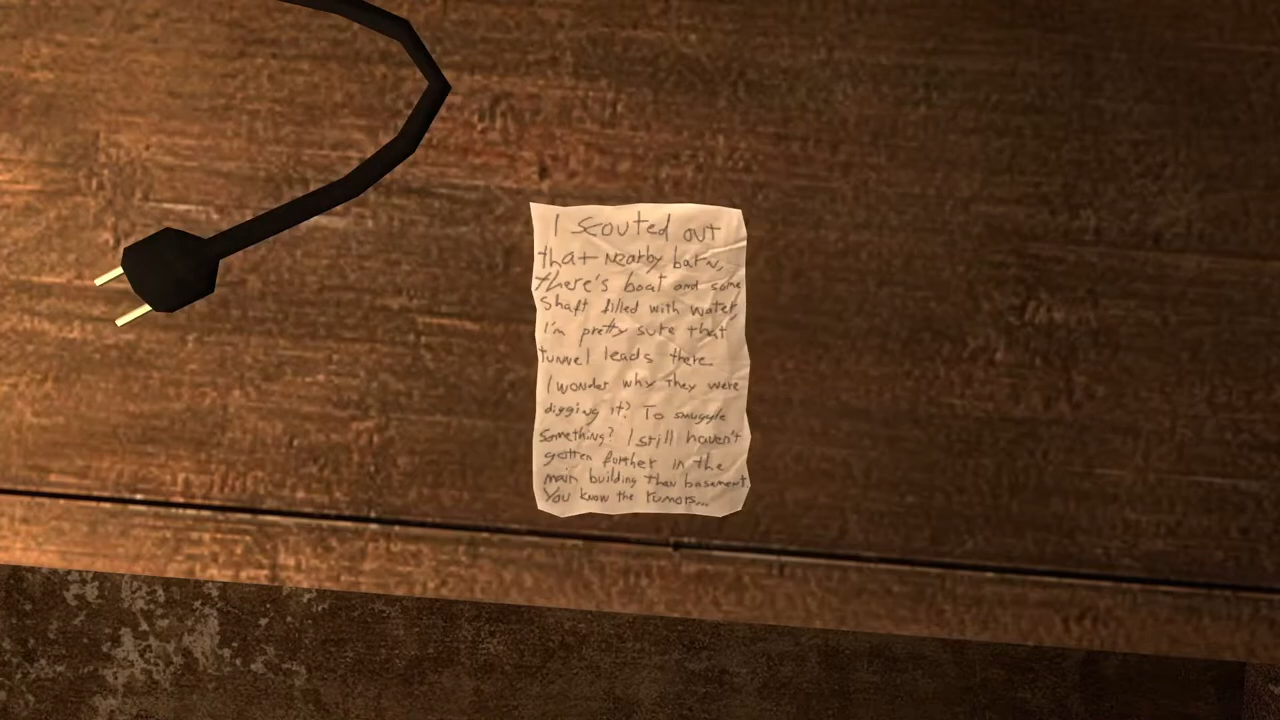 I scouted out
that nearby barn,
there's boat and some
shaft filled with water,
I'm pretty sure that
tunnel leads there.
I wonder why they were
digging it? To smuggle
something? I still haven't
gotten further in the
main building than basement.
You know the rumors...